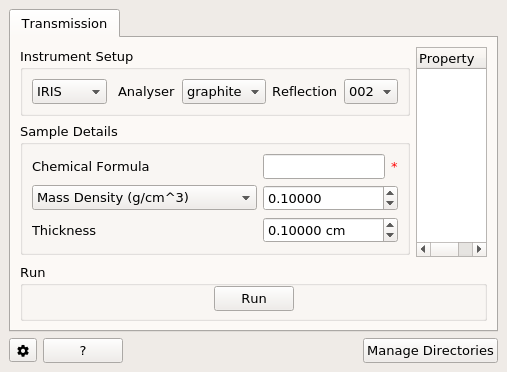 Transmission
Instrument Setup
Property
IRIS Analyser graphite Reflection 002
Sample Details
Chemical Formula *
Mass Density (g/cm^3) 0.10000
Thickness 0.10000 cm
Run
Run
? Manage Directories